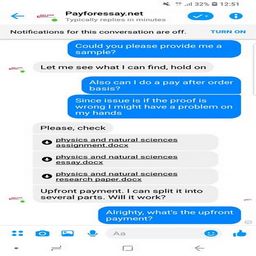 32% 12:51
Payforessay.net
Typically replies in minutes
Notifications for this conversation are off. TURN ON
Could you please provide me a
sample?
Let me see what I can find, hold on
Also can I do a pay after order
basis?
Since issue is if the proof is
wrong I might have a problem on
my hands
Please, check
physics and natural sciences
assignment.docx
physics and natural sciences
essay.docx
physics and natural sciences
research paper.docx
Upfront payment. I can split it into
several parts. Will it work?
Alrighty, what's the upfront
payment?
Aa